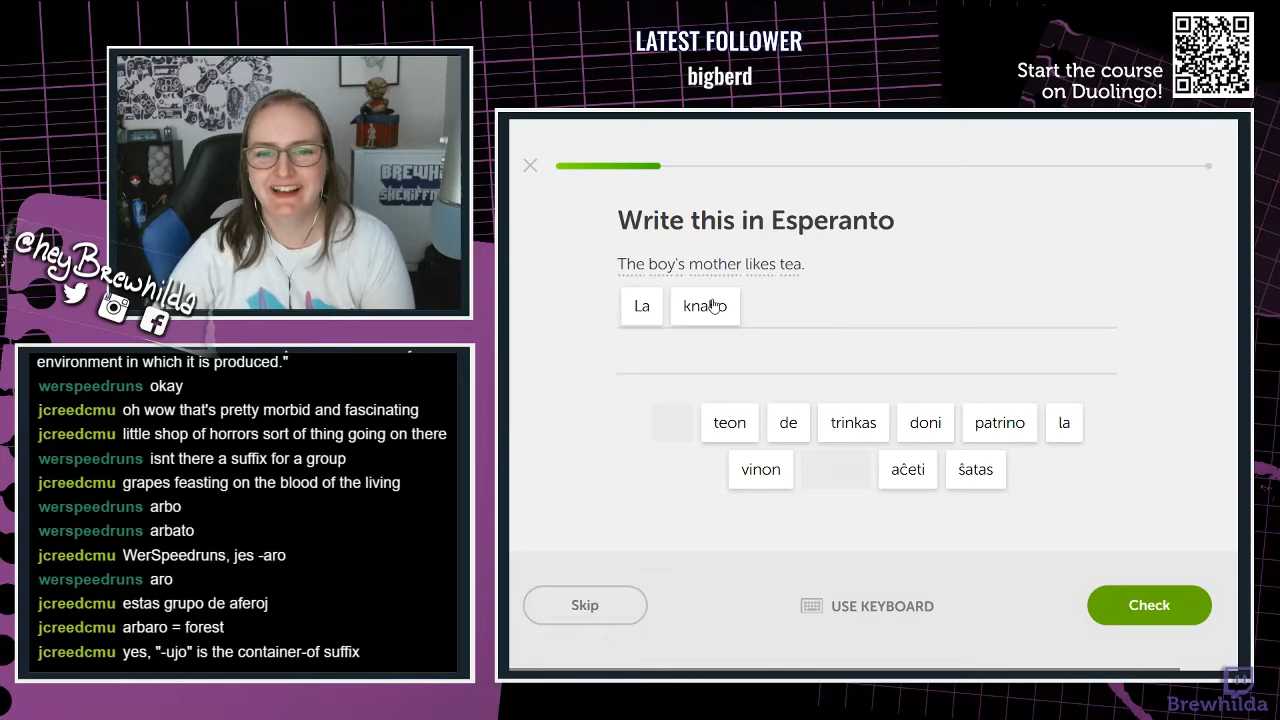 LATEST FOLLOWER
bigberd
Start the course
on Duolingo!
BREWHI
SHERIFFM
@heyBrewhilda
Write this in Esperanto
The boy's mother likes tea.
La
teon de trinkas doni patrino la
vinon aĉeti ŝatas
Skip
USE KEYBOARD
Check
environment in which it is produced."
werspeedruns okay
jcreedcmu oh wow that's pretty morbid and fascinating
jcreedcmu little shop of horrors sort of thing going on there
werspeedruns isnt there a suffix for a group
jcreedcmu grapes feasting on the blood of the living
werspeedruns arbo
werspeedruns arbato
jcreedcmu WerSpeedruns, jes -aro
werspeedruns aro
jcreedcmu estas grupo de aferoj
jcreedcmu arbaro = forest
jcreedcmu yes, "-ujo" is the container-of suffix
Brewhilda